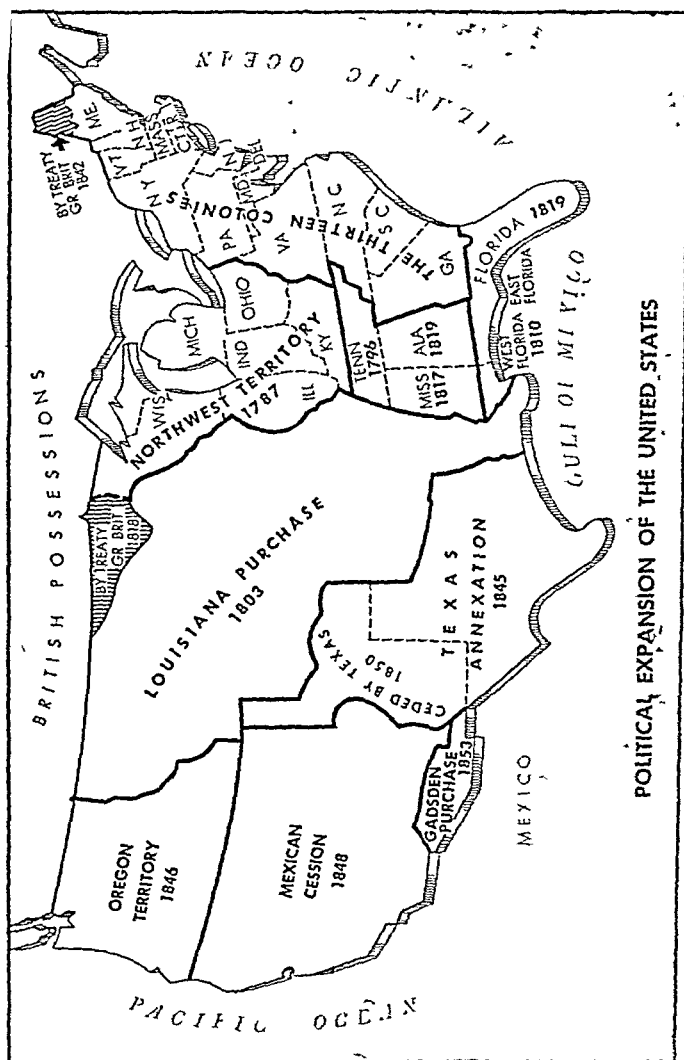 BRITISH POSSESSIONS
PACIFIC OCEAN
ATLANTIC OCEAN
MEXICO
OREGON
TERRITORY
1846
MEXICAN
CESSION
1848
GADSDEN
PURCHASE
1853
LOUISIANA PURCHASE
1803
BY TREATY
GR BRIT
1818
CEDED BY TEXAS
1850
TEXAS
ANNEXATION
1845
NORTHWEST TERRITORY
1787
WIS
MICH
ILL
IND
OHIO
KY
TENN
1796
MISS
1817
ALA
1819
WEST
FLORIDA
1810
EAST
FLORIDA
FLORIDA 1819
THE THIRTEEN COLONIES
GA
S C
N C
VA
PA
MD
DEL
N
N Y
VT
N H
MASS
CT
R
ME.
BY TREATY
GR BRIT
1842
POLITICAL EXPANSION OF THE UNITED STATES